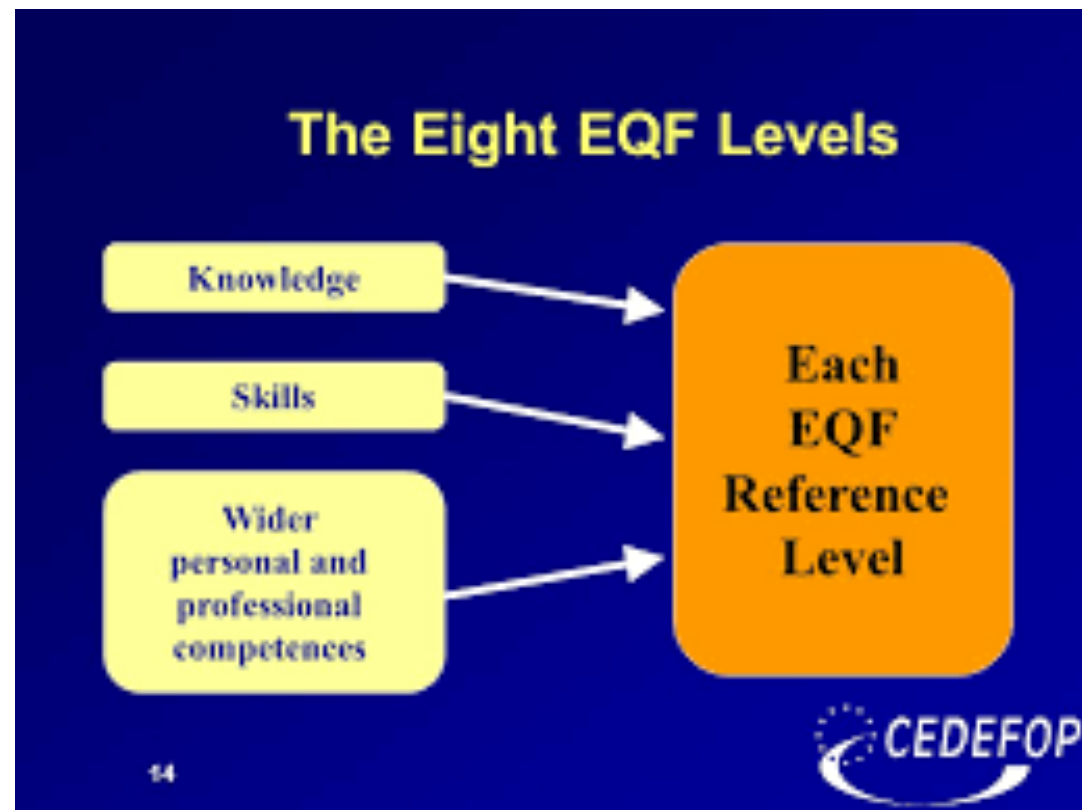 The Eight EQF Levels
Knowledge
Skills
Wider
personal and
professional
competences
Each
EQF
Reference
Level
14
CEDEFOP